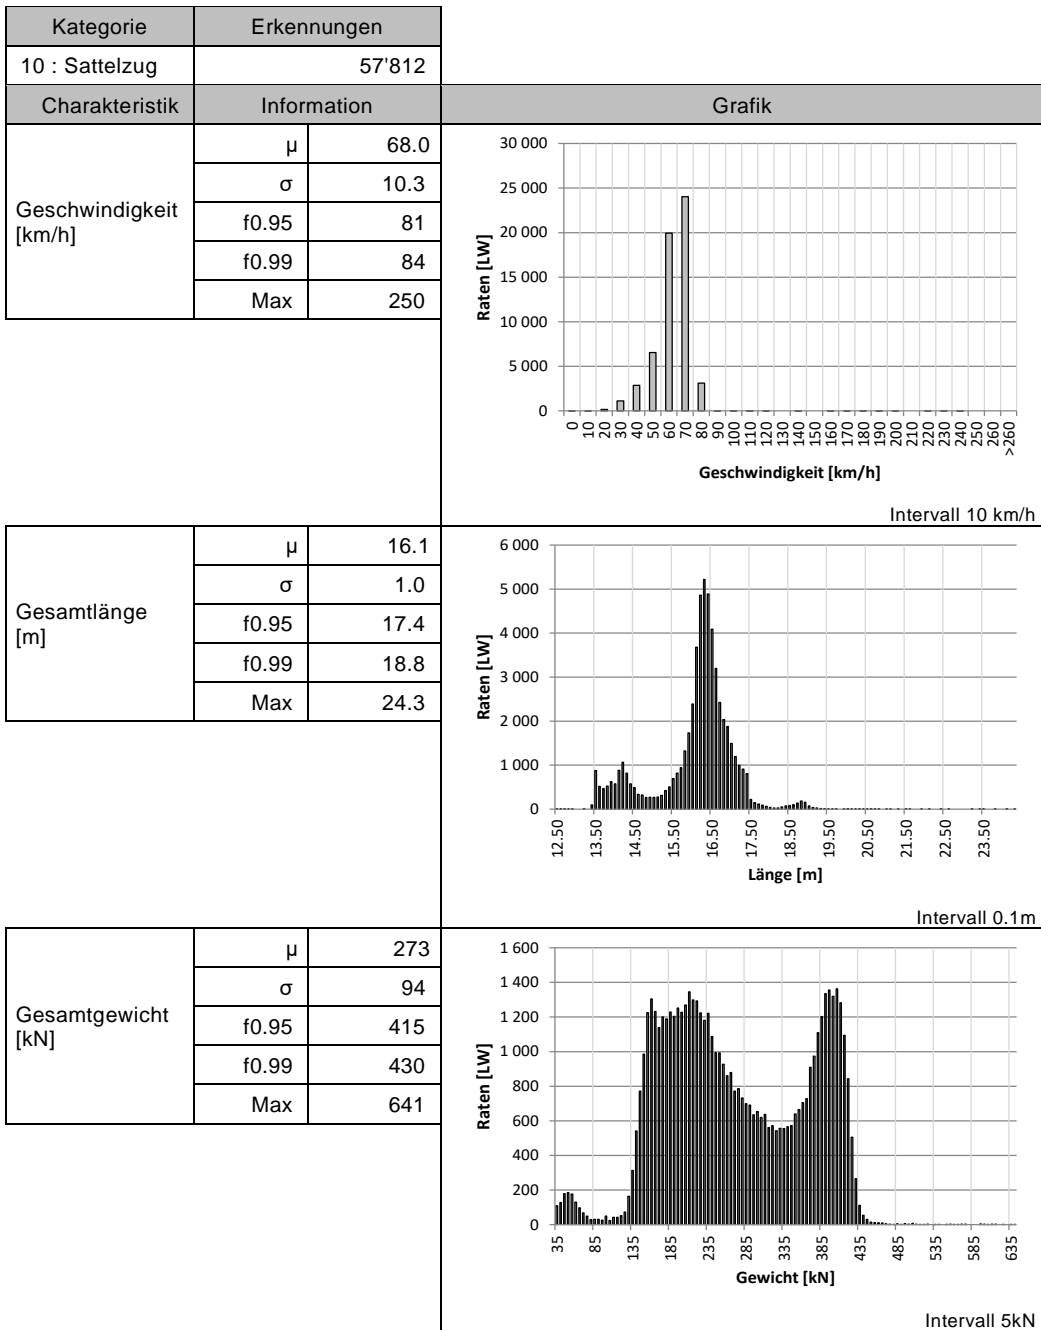 Kategorie Erkennungen
10 : Sattelzug 57'812
Charakteristik Information Grafik
Geschwindigkeit [km/h]
μ 68.0
σ 10.3
f0.95 81
f0.99 84
Max 250
30 000
25 000
20 000
15 000
10 000
5 000
0
Raten [LW]
0 10 20 30 40 50 60 70 80 90 100 110 120 130 140 150 160 170 180 190 200 210 220 230 240 250 260 >260
Geschwindigkeit [km/h]
Intervall 10 km/h
Gesamtlänge [m]
μ 16.1
σ 1.0
f0.95 17.4
f0.99 18.8
Max 24.3
6 000
5 000
4 000
3 000
2 000
1 000
0
Raten [LW]
12.50 13.50 14.50 15.50 16.50 17.50 18.50 19.50 20.50 21.50 22.50 23.50
Länge [m]
Intervall 0.1m
Gesamtgewicht [kN]
μ 273
σ 94
f0.95 415
f0.99 430
Max 641
1 600
1 400
1 200
1 000
800
600
400
200
0
Raten [LW]
35 85 135 185 235 285 335 385 435 485 535 585 635
Gewicht [kN]
Intervall 5kN